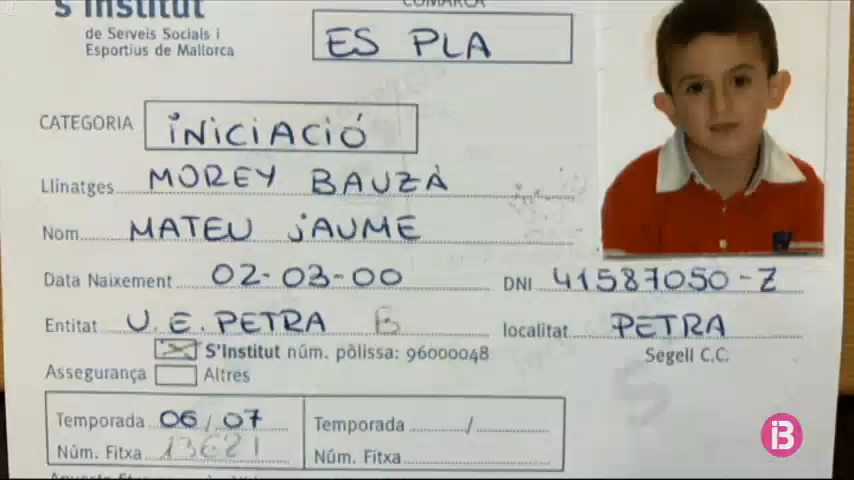 s'Institut
de Serveis Socials i
Esportius de Mallorca
COMARCA
ES PLA
CATEGORIA INICIACIÓ
Llinatges MOREY BAUZÀ
Nom MATEU JAUME
Data Naixement 02-03-00 DNI 41587050-Z
Entitat U.E. PETRA B localitat PETRA
S'Institut núm. pòlissa: 96000048
Segell C.C.
Assegurança Altres
Temporada 06/07 Temporada /
Núm. Fitxa 13621 Núm. Fitxa